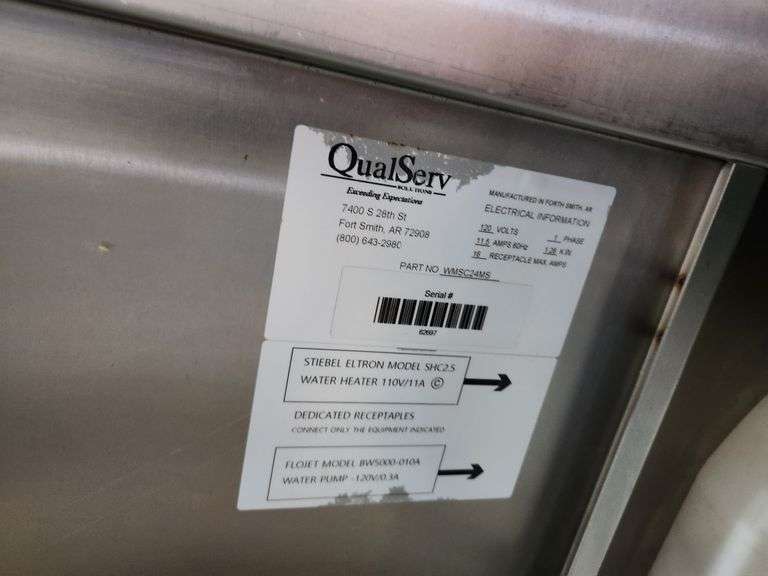 QualServ
SOLUTIONS
Exceeding Expectations
7400 S 28th St
Fort Smith, AR 72908
(800) 643-2980
MANUFACTURED IN FORTH SMITH, AR
ELECTRICAL INFORMATION
120 VOLTS 1 PHASE
11.5 AMPS 60Hz 1.28 K.W
16 RECEPTACLE MAX. AMPS
PART NO WMSC24MS
Serial #
62697
STIEBEL ELTRON MODEL SHC2.5
WATER HEATER 110V/11A ©
DEDICATED RECEPTAPLES
CONNECT ONLY THE EQUIPMENT INDICATED
FLOJET MODEL BW5000-010A
WATER PUMP -120V/0.3A